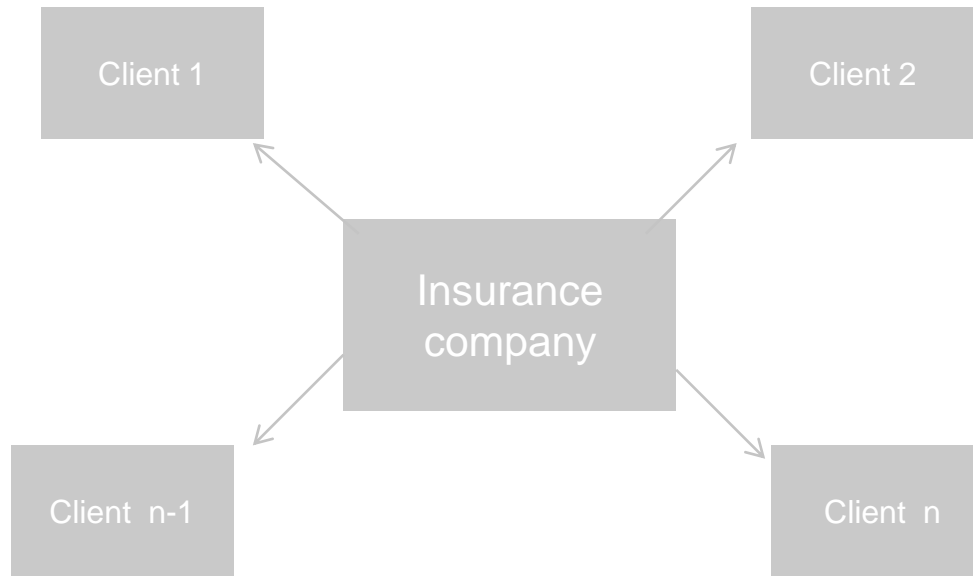 Client 1
Client 2
Insurance
company
Client n-1
Client n